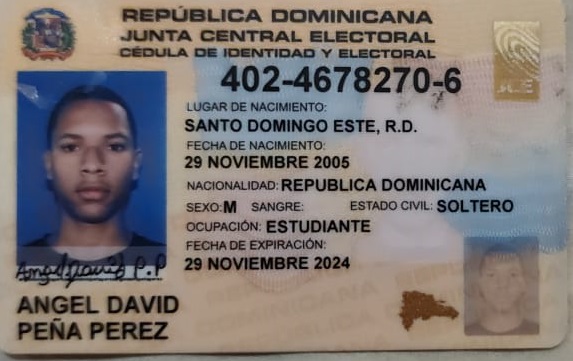 REPÚBLICA DOMINICANA
JUNTA CENTRAL ELECTORAL
CÉDULA DE IDENTIDAD Y ELECTORAL
402-4678270-6
LUGAR DE NACIMIENTO:
SANTO DOMINGO ESTE, R.D.
FECHA DE NACIMIENTO:
29 NOVIEMBRE 2005
NACIONALIDAD: REPUBLICA DOMINICANA
SEXO: M SANGRE: ESTADO CIVIL: SOLTERO
OCUPACIÓN: ESTUDIANTE
FECHA DE EXPIRACIÓN:
29 NOVIEMBRE 2024
JCE
Angel David P.P
ANGEL DAVID
PEÑA PEREZ